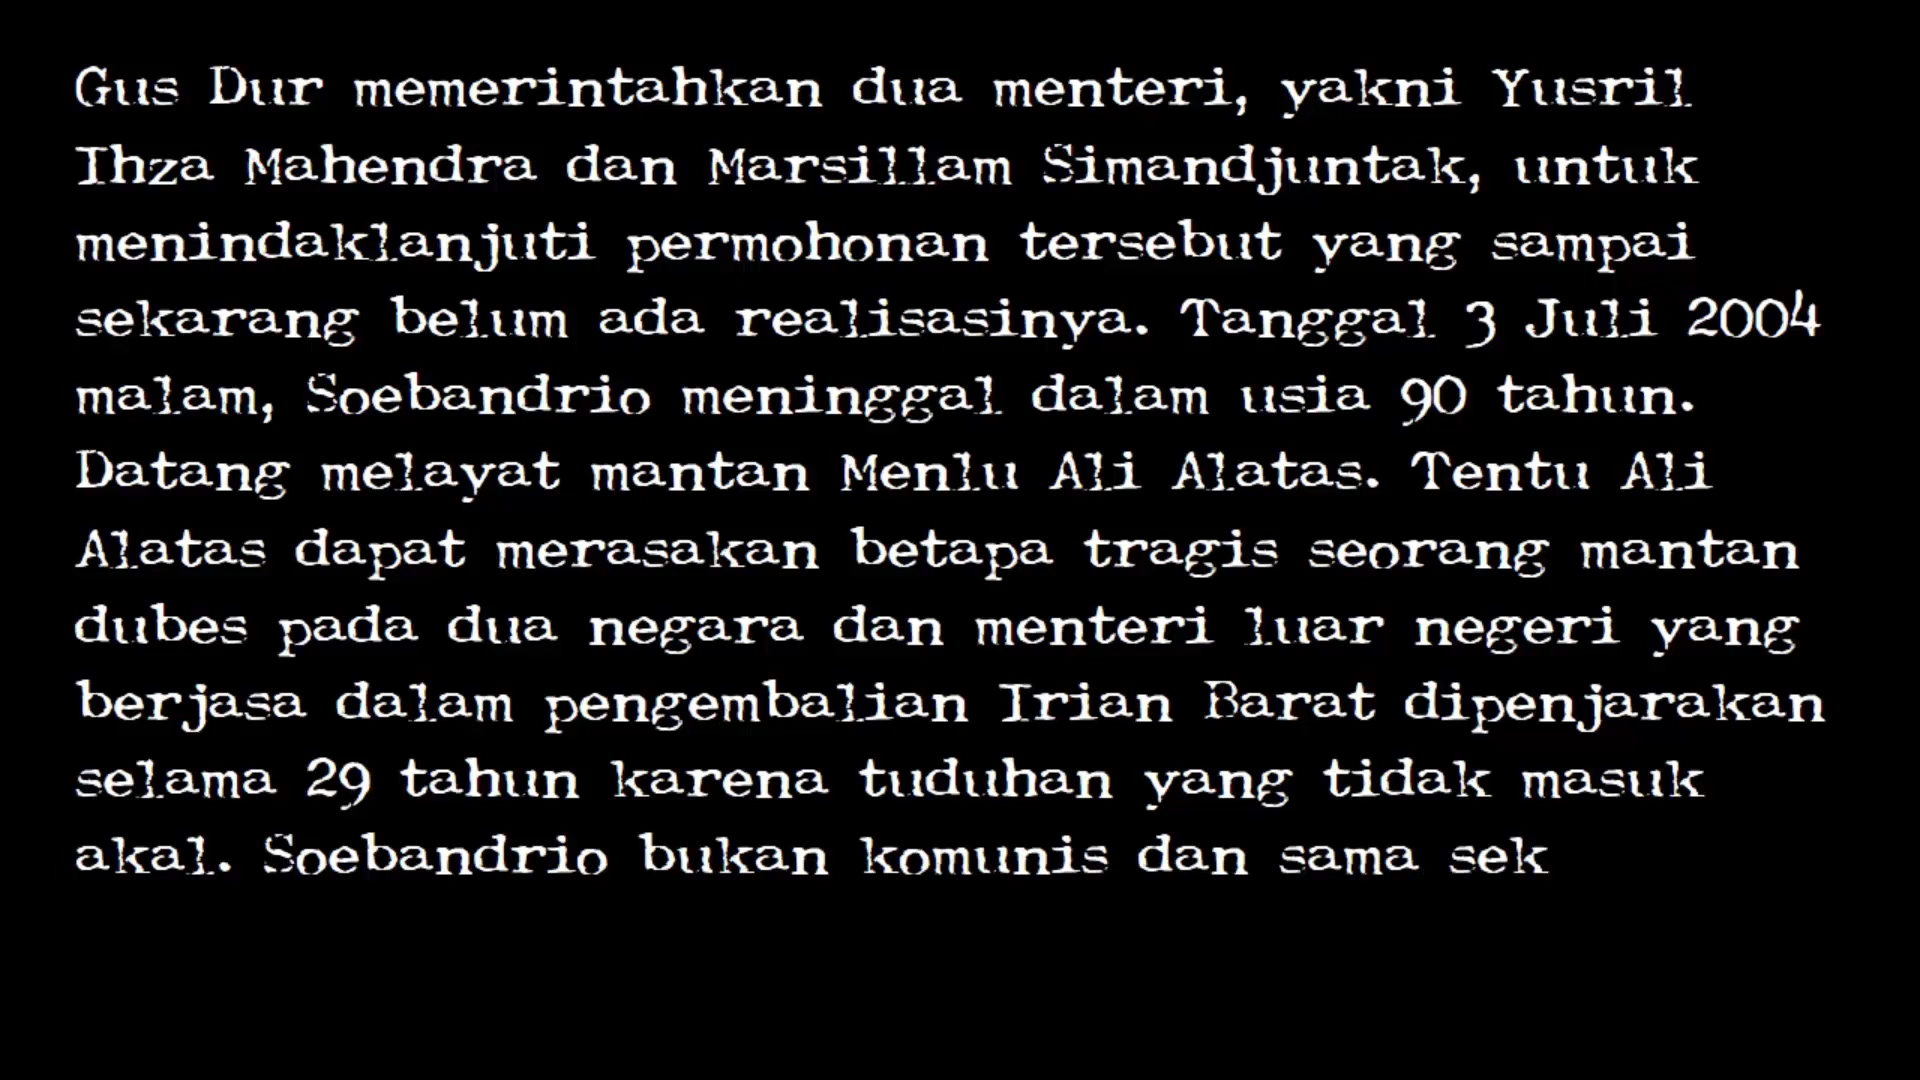 Gus Dur memerintahkan dua menteri, yakni Yusril
Ihza Mahendra dan Marsillam Simandjuntak, untuk
menindaklanjuti permohonan tersebut yang sampai
sekarang belum ada realisasinya. Tanggal 3 Juli 2004
malam, Soebandrio meninggal dalam usia 90 tahun.
Datang melayat mantan Menlu Ali Alatas. Tentu Ali
Alatas dapat merasakan betapa tragis seorang mantan
dubes pada dua negara dan menteri luar negeri yang
berjasa dalam pengembalian Irian Barat dipenjarakan
selama 29 tahun karena tuduhan yang tidak masuk
akal. Soebandrio bukan komunis dan sama sek